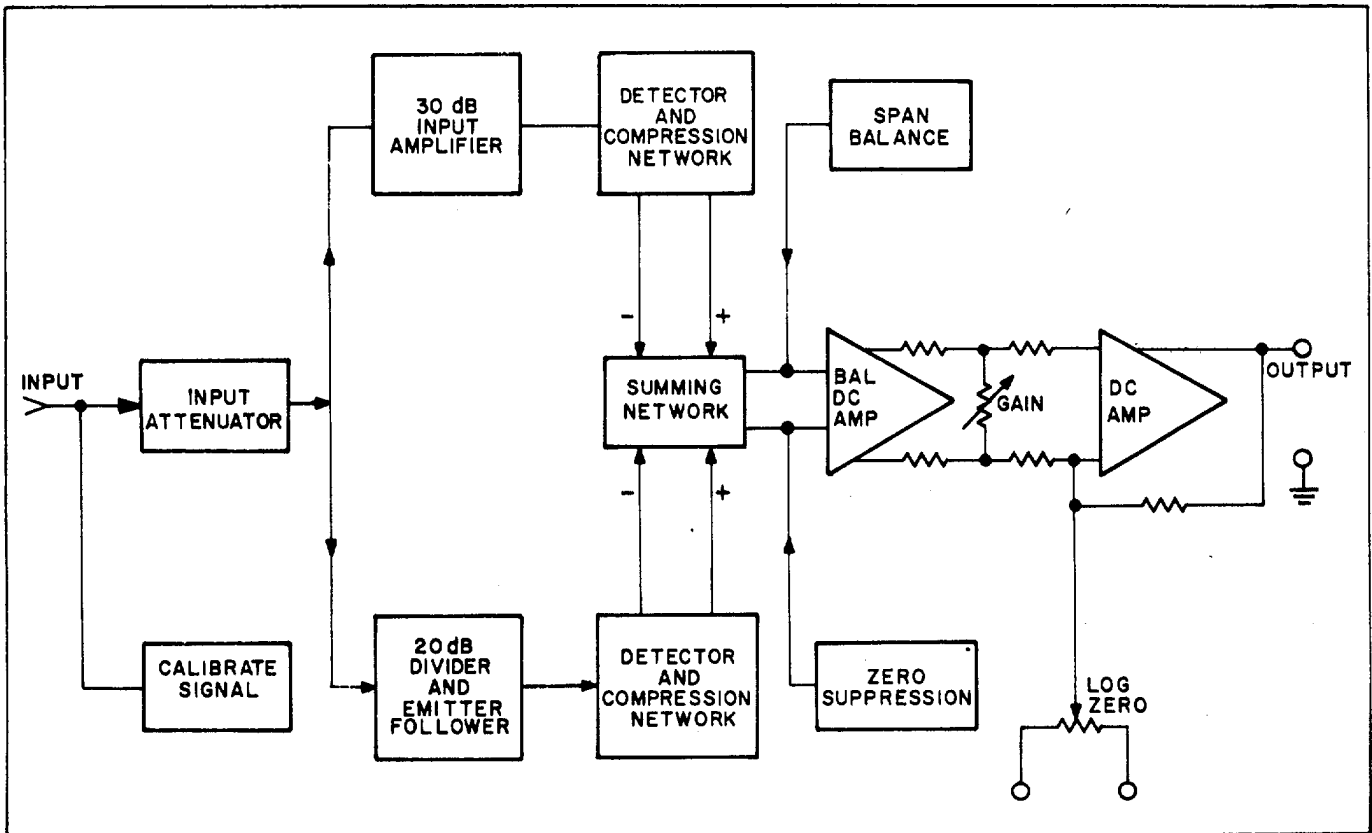 30 dB
INPUT
AMPLIFIER
DETECTOR
AND
COMPRESSION
NETWORK
SPAN
BALANCE
- +
INPUT
INPUT
ATTENUATOR
SUMMING
NETWORK
BAL
DC
AMP
GAIN
DC
AMP
OUTPUT
- +
CALIBRATE
SIGNAL
20 dB
DIVIDER
AND
EMITTER
FOLLOWER
DETECTOR
AND
COMPRESSION
NETWORK
ZERO
SUPPRESSION
LOG
ZERO